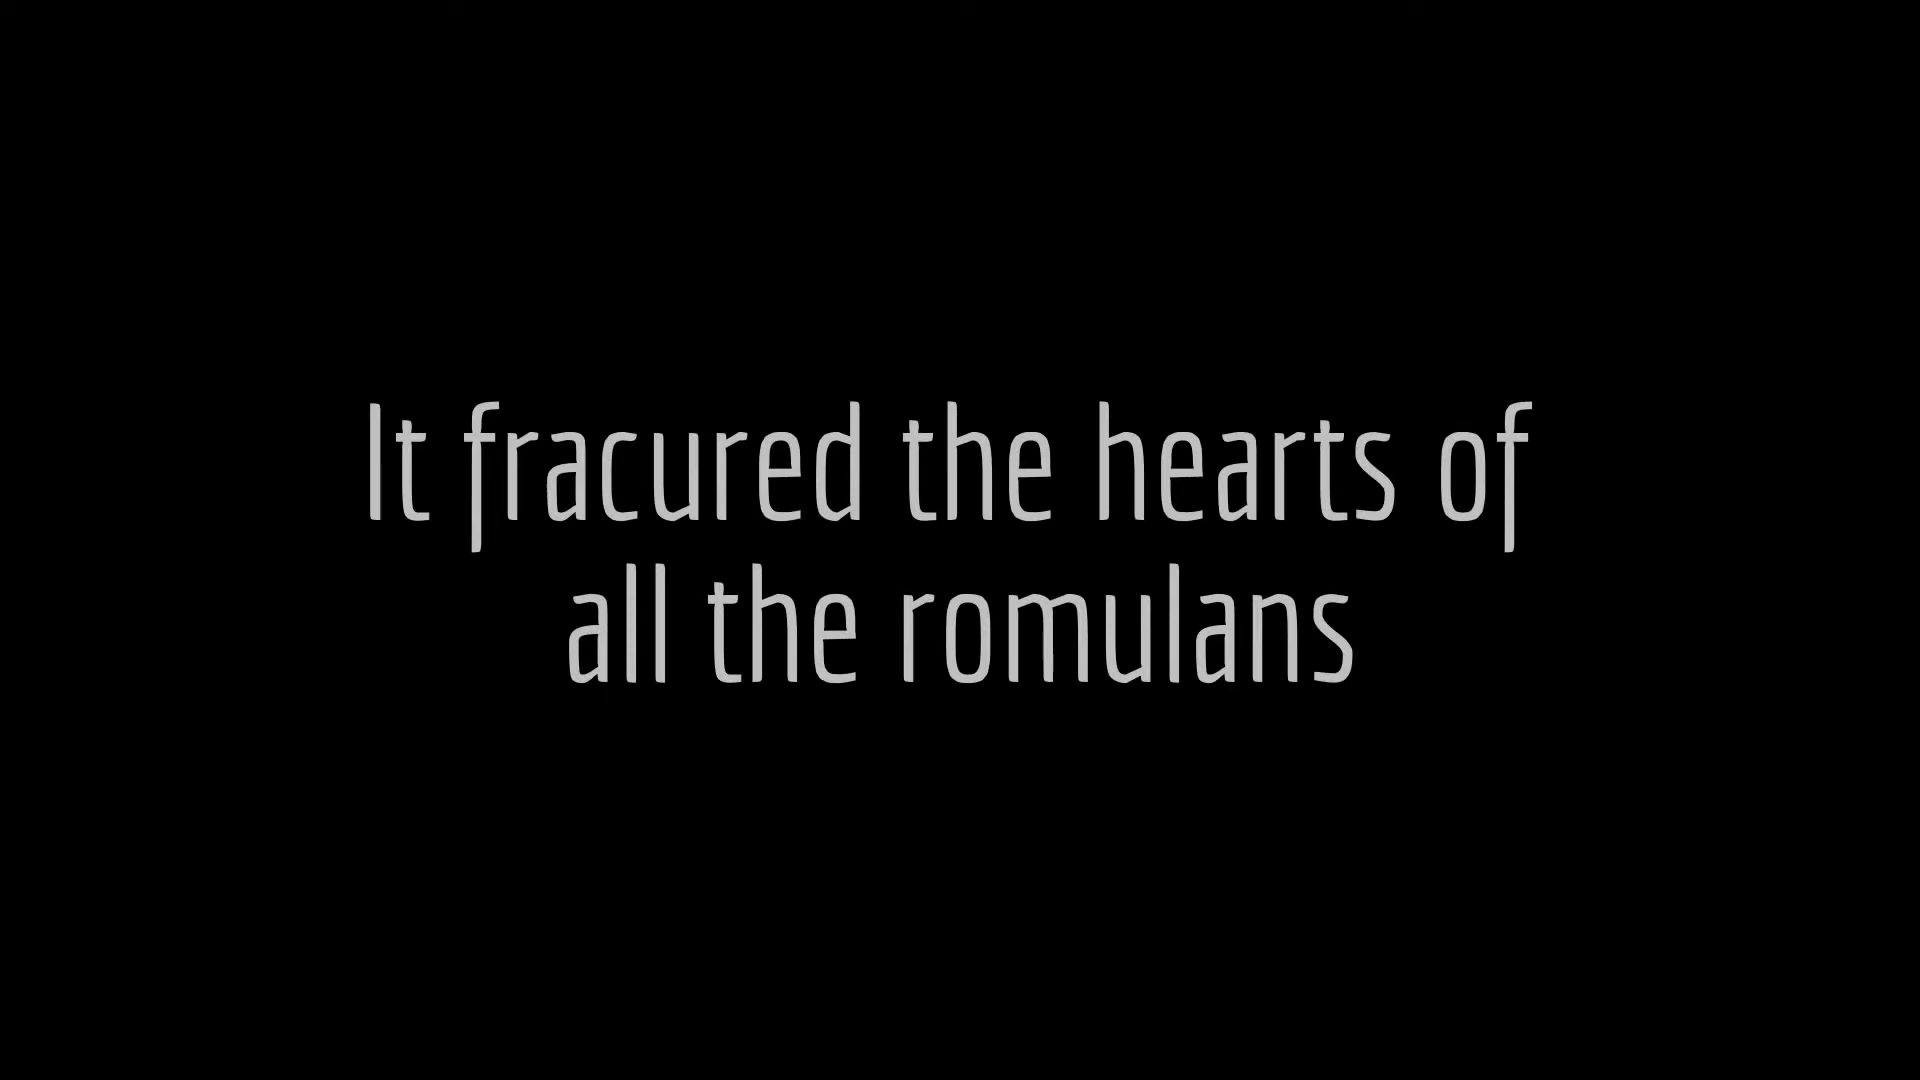 It fracured the hearts of
all the romulans